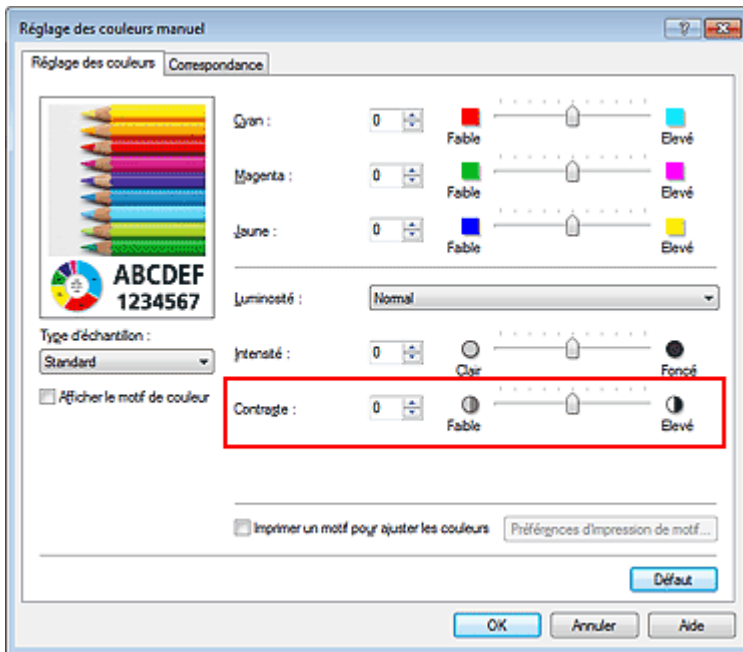 Réglage des couleurs manuel
Réglage des couleurs
Correspondance
ABCDEF
1234567
Type d'échantillon :
Standard
Afficher le motif de couleur
Cyan :
0
Faible
Elevé
Magenta :
0
Faible
Elevé
Jaune :
0
Faible
Elevé
Luminosité :
Normal
Intensité :
0
Clair
Foncé
Contraste :
0
Faible
Elevé
Imprimer un motif pour ajuster les couleurs
Préférences d'impression de motif...
Défaut
OK
Annuler
Aide